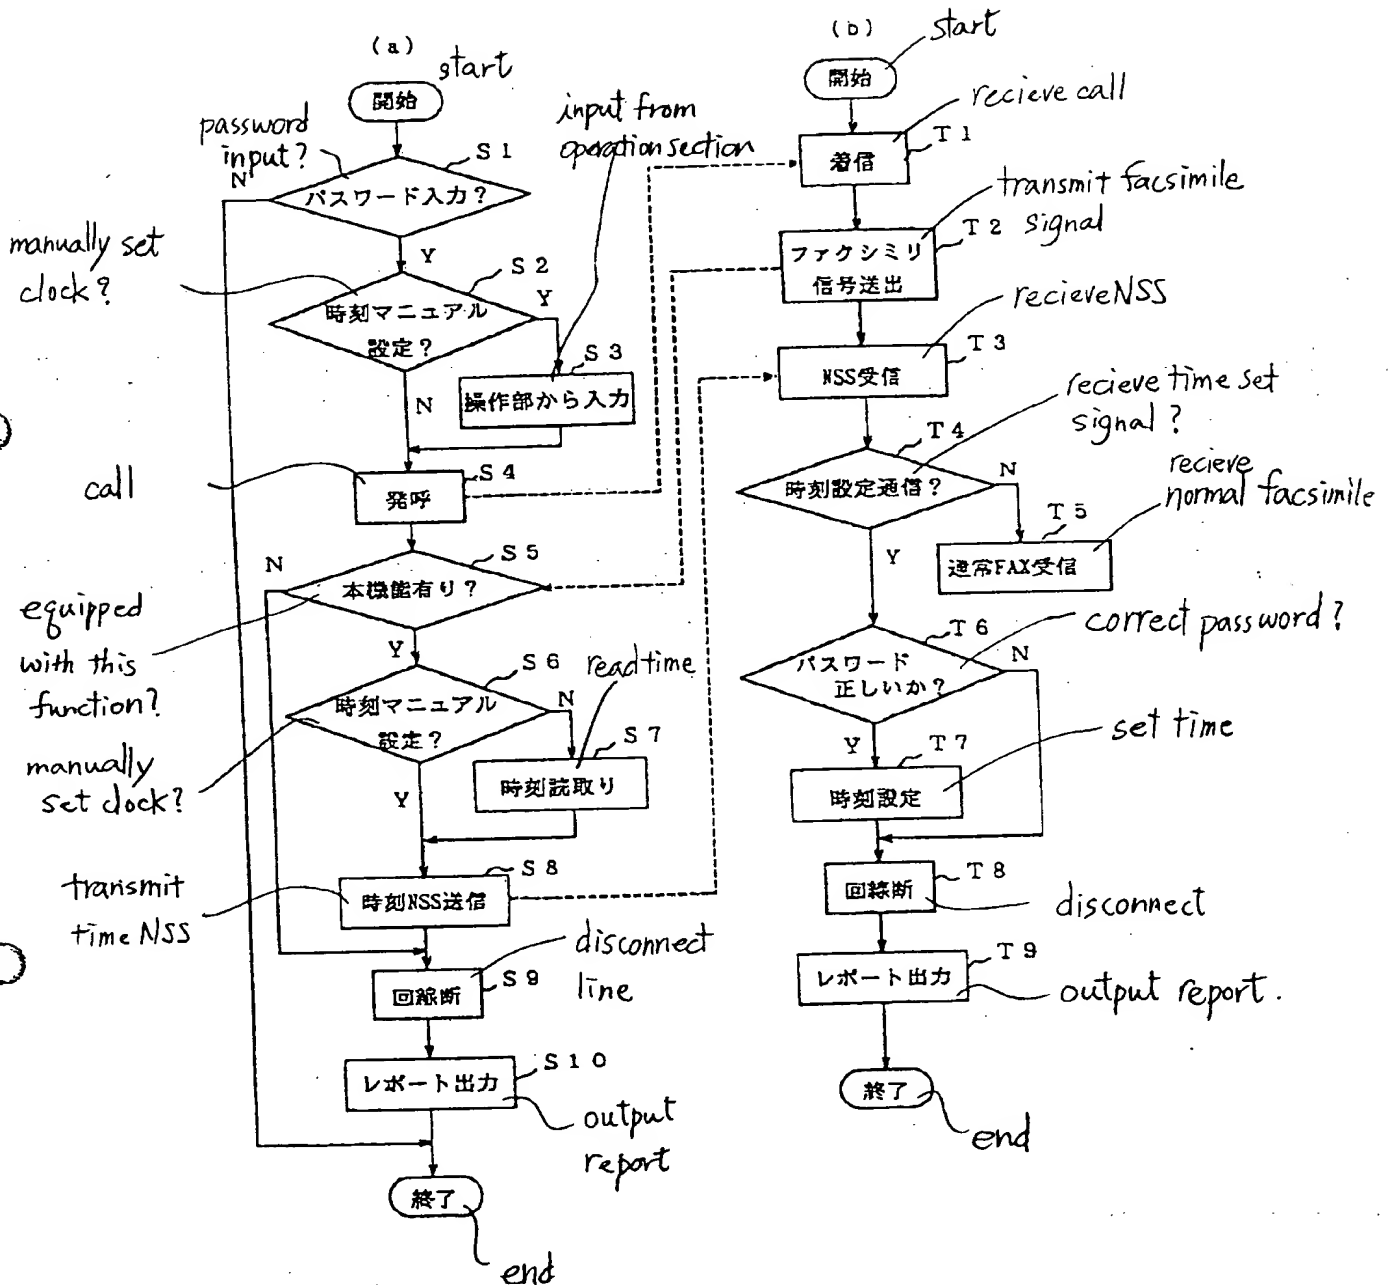 (a)
start
開始
password
input?
S1
N
パスワード入力?
Y
input from
operation section
manually set
clock?
S2
Y
時刻マニュアル
設定?
S3
N
操作部から入力
call
S4
発呼
N
S5
本機能有り?
equipped
with this
function?
Y
S6
read time
時刻マニュアル
設定?
N
S7
manually
set clock?
Y
時刻読取り
S8
transmit
time NSS
時刻NSS送信
disconnect
line
S9
回線断
S10
レポート出力
output
report
終了
end
(b)
start
開始
recieve call
T1
着信
transmit facsimile
signal
T2
ファクシミリ
信号送出
recieve NSS
T3
NSS受信
recieve time set
signal?
T4
N
時刻設定通信?
recieve
normal facsimile
T5
Y
通常FAX受信
T6
correct password?
パスワード
正しいか?
N
Y
T7
set time
時刻設定
T8
回線断
disconnect
T9
レポート出力
output report.
終了
end